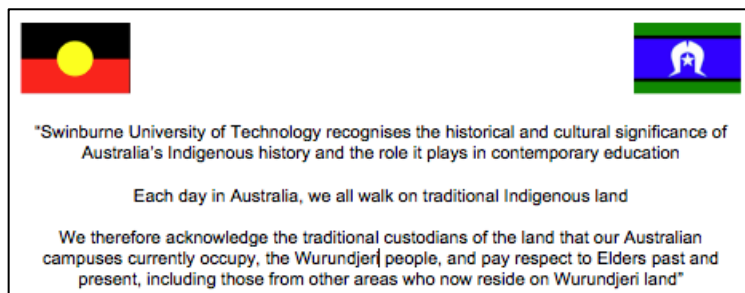 "Swinburne University of Technology recognises the historical and cultural significance of
Australia's Indigenous history and the role it plays in contemporary education
Each day in Australia, we all walk on traditional Indigenous land
We therefore acknowledge the traditional custodians of the land that our Australian
campuses currently occupy, the Wurundjeri people, and pay respect to Elders past and
present, including those from other areas who now reside on Wurundjeri land"